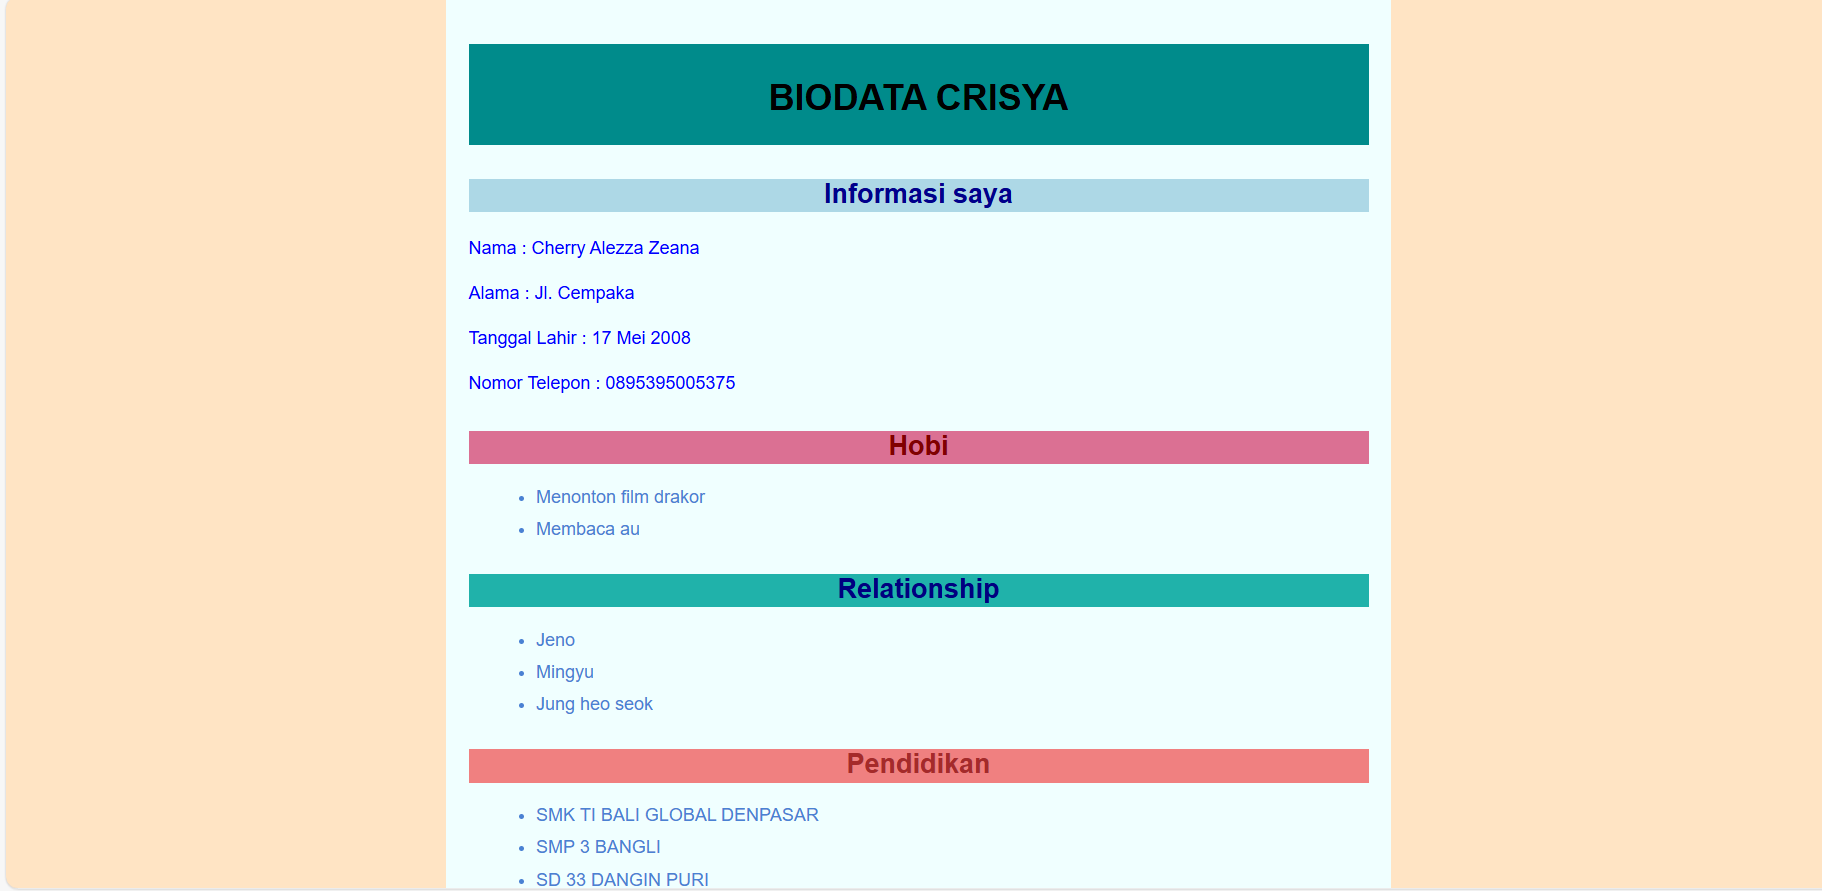 BIODATA CRISYA
Informasi saya
Nama : Cherry Alezza Zeana
Alama : Jl. Cempaka
Tanggal Lahir : 17 Mei 2008
Nomor Telepon : 0895395005375
Hobi
• Menonton film drakor
• Membaca au
Relationship
• Jeno
• Mingyu
• Jung heo seok
Pendidikan
• SMK TI BALI GLOBAL DENPASAR
• SMP 3 BANGLI
• SD 33 DANGIN PURI